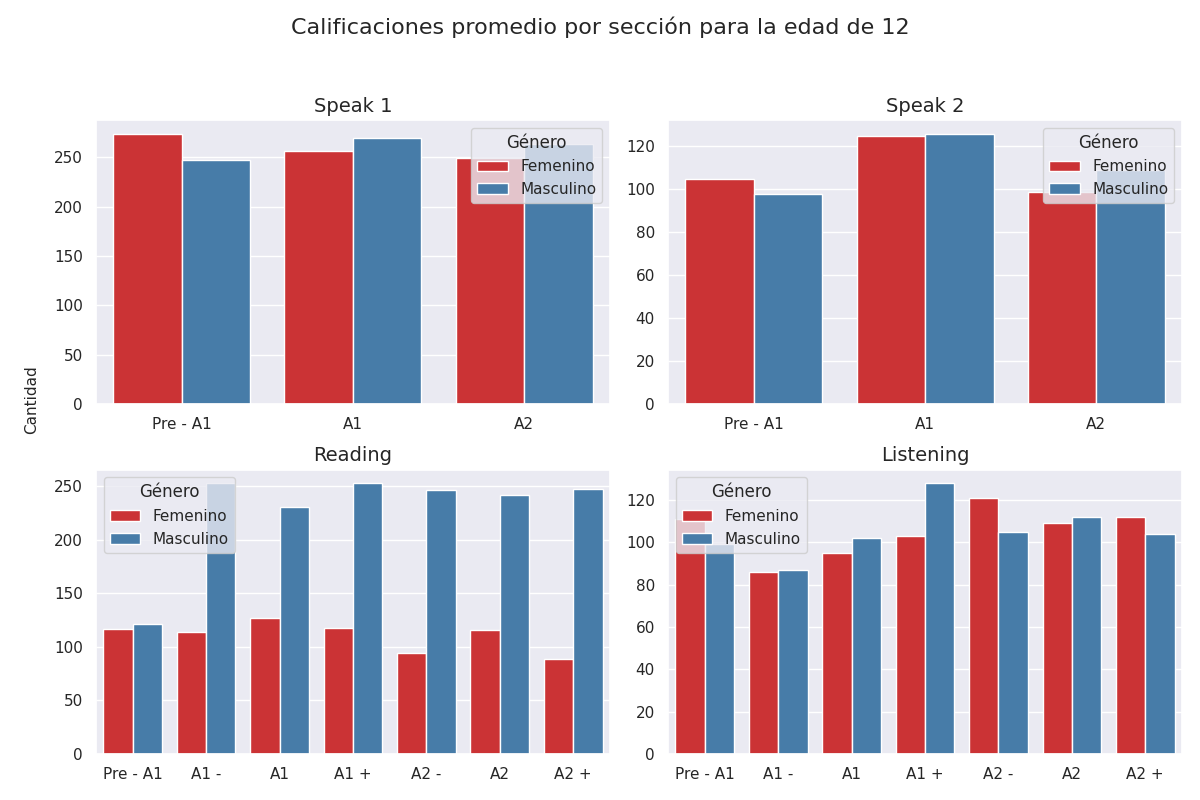 Calificaciones promedio por sección para la edad de 12
Cantidad
Speak 1
250
200
150
100
50
0
Pre - A1 A1 A2
Género
Femenino
Masculino
Speak 2
120
100
80
60
40
20
0
Pre - A1 A1 A2
Género
Femenino
Masculino
Reading
250
200
150
100
50
0
Pre - A1 A1 - A1 A1 + A2 - A2 A2 +
Género
Femenino
Masculino
Listening
120
100
80
60
40
20
0
Pre - A1 A1 - A1 A1 + A2 - A2 A2 +
Género
Femenino
Masculino